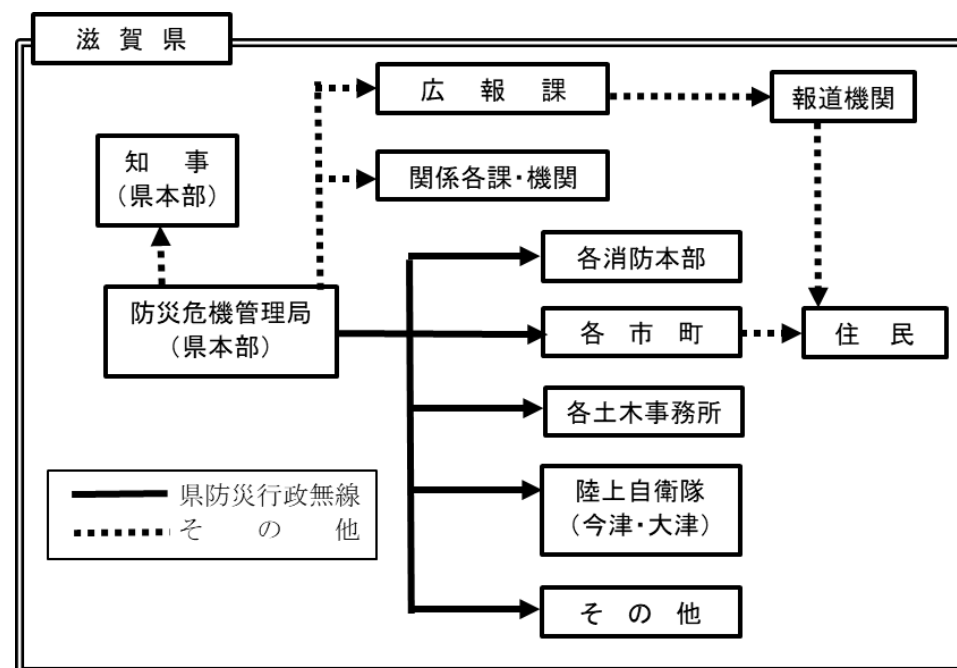 滋賀県
広報課
報道機関
知事
（県本部）
関係各課・機関
各消防本部
防災危機管理局
（県本部）
各市町
住民
各土木事務所
陸上自衛隊
（今津・大津）
県防災行政無線
その他
その他